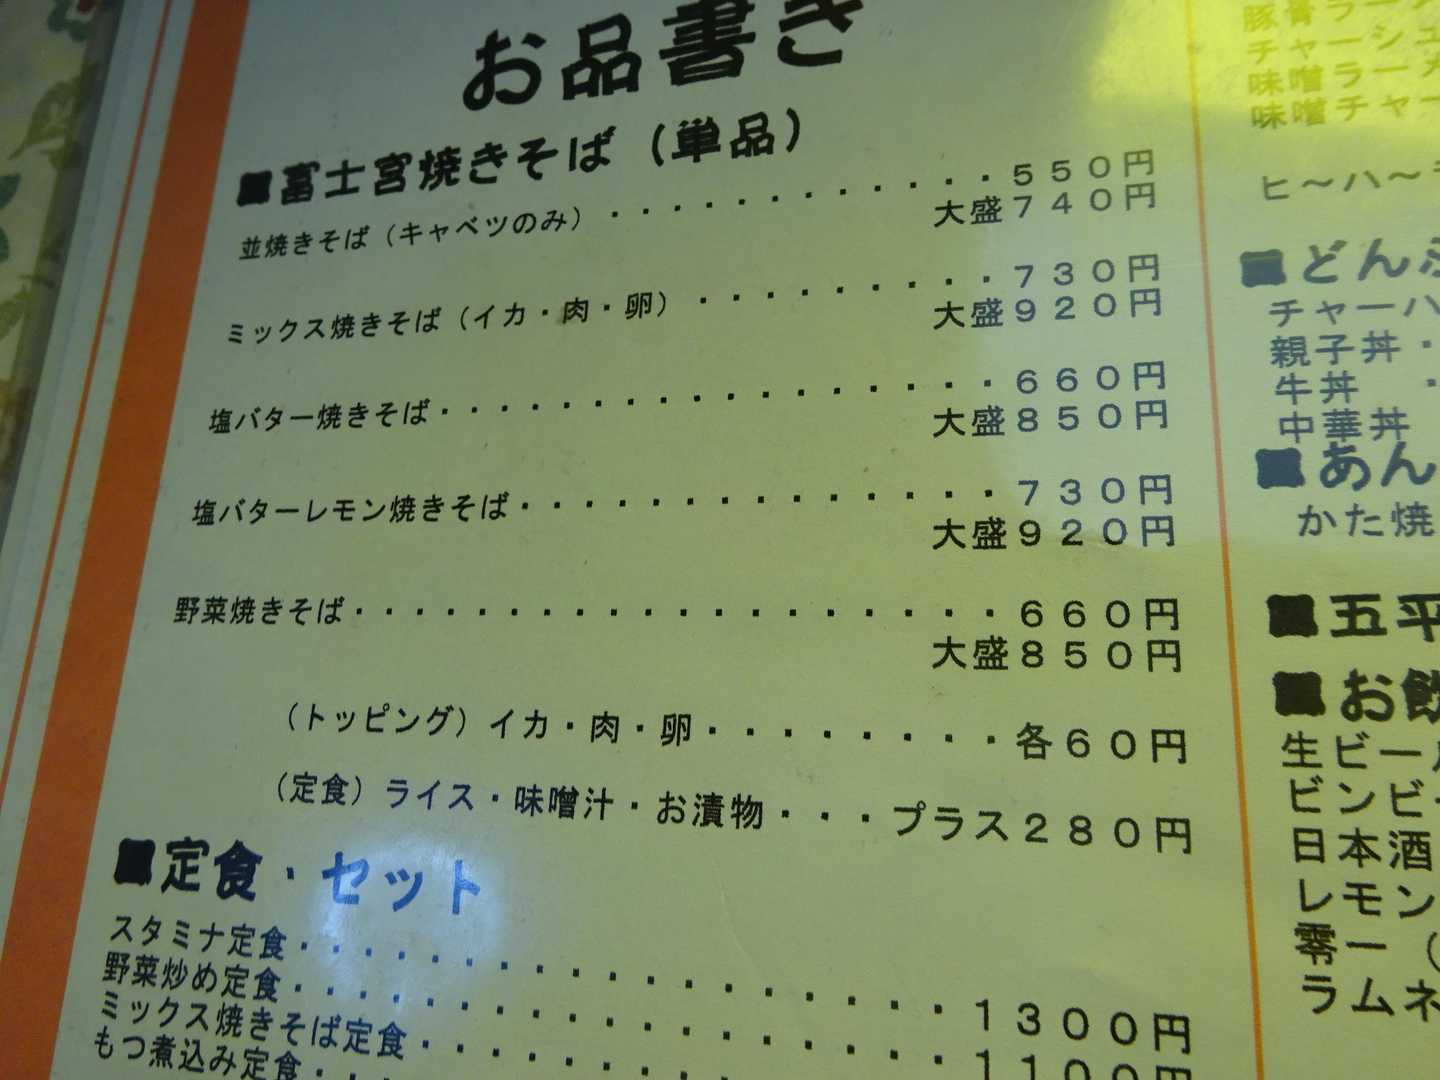 お品書き
■富士宮焼きそば（単品）
並焼きそば（キャベツのみ）・・・・・・・・・・・５５０円
大盛７４０円
ミックス焼きそば（イカ・肉・卵）・・・・・・・・・７３０円
大盛９２０円
塩バター焼きそば・・・・・・・・・・・・・・・６６０円
大盛８５０円
塩バターレモン焼きそば・・・・・・・・・・・・・７３０円
大盛９２０円
野菜焼きそば・・・・・・・・・・・・・・・・・６６０円
大盛８５０円
（トッピング）イカ・肉・卵・・・・・・・・各６０円
（定食）ライス・味噌汁・お漬物・・・プラス２８０円
■定食・セット
スタミナ定食・・・・・・・・・・・・・・・・１３００円
野菜炒め定食・・・・・・・・・・・・・・・・１１００円
ミックス焼きそば定食・・・・・・・・
もつ煮込み定食・・
豚骨ラーメ
チャーシュ
味噌ラーメ
味噌チャー
ヒ〜ハ〜
■どんぶ
チャーハ
親子丼・
牛丼　・
中華丼
■あん
かた焼
■五平
■お飲
生ビール
ビンビー
日本酒
レモン
零一（
ラムネ